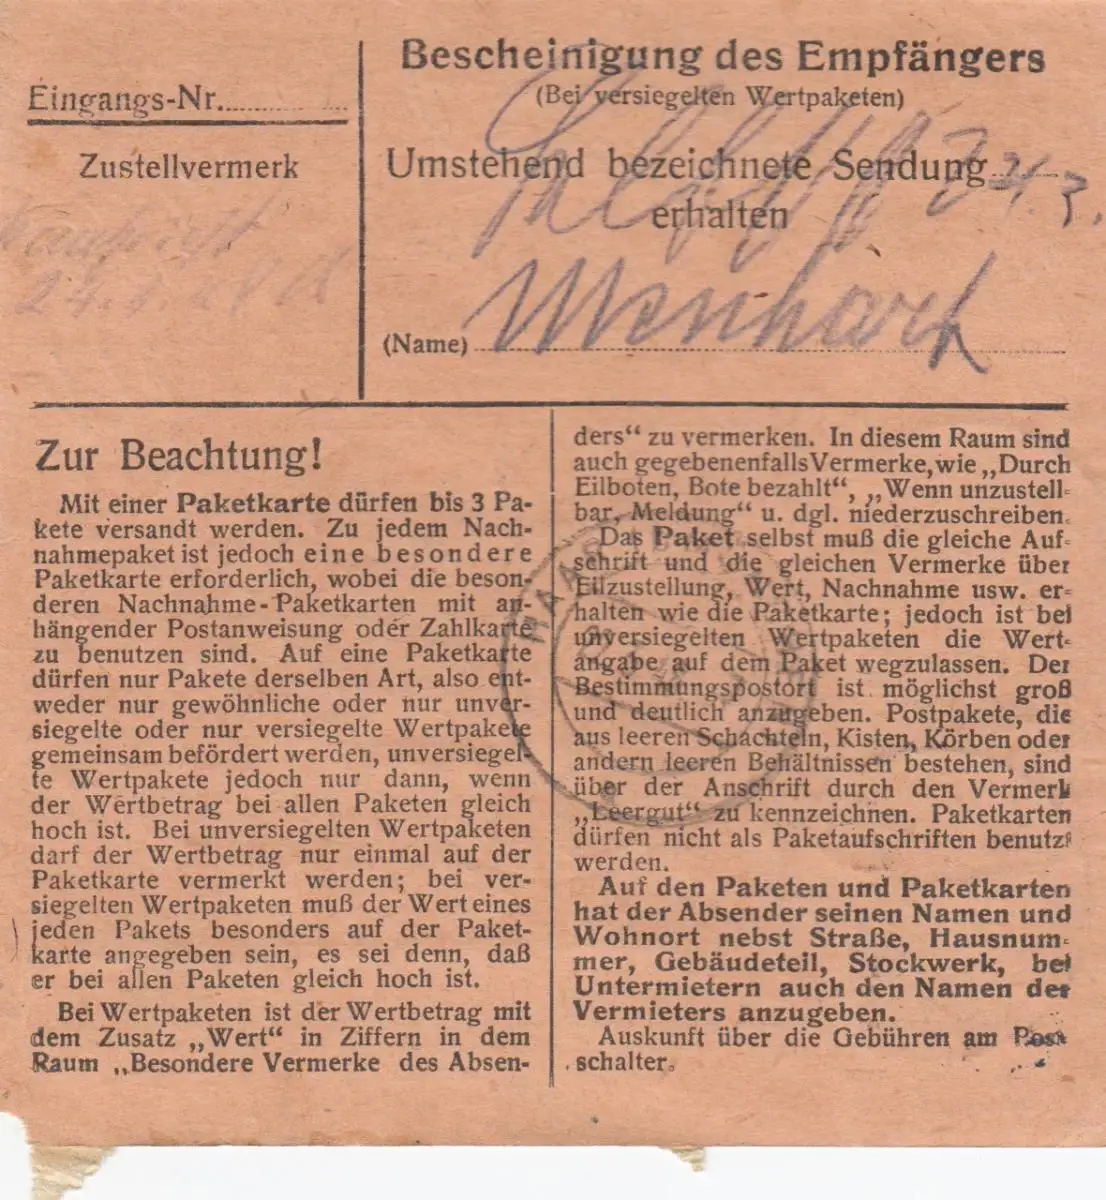 Eingangs-Nr.
Zustellvermerk
Bescheinigung des Empfängers
(Bei versiegelten Wertpaketen)
Umstehend bezeichnete Sendung
erhalten
(Name) Menhart
Zur Beachtung!
Mit einer Paketkarte dürfen bis 3 Pa-
kete versandt werden. Zu jedem Nach-
nahmepaket ist jedoch eine besondere
Paketkarte erforderlich, wobei die beson-
deren Nachnahme-Paketkarten mit an-
hängender Postanweisung oder Zahlkarte
zu benutzen sind. Auf eine Paketkarte
dürfen nur Pakete derselben Art, also ent-
weder nur gewöhnliche oder nur unver-
siegelte oder nur versiegelte Wertpakete
gemeinsam befördert werden, unversiegel-
te Wertpakete jedoch nur dann, wenn
der Wertbetrag bei allen Paketen gleich
hoch ist. Bei unversiegelten Wertpaketen
darf der Wertbetrag nur einmal auf der
Paketkarte vermerkt werden; bei ver-
siegelten Wertpaketen muß der Wert eines
jeden Pakets besonders auf der Paket-
karte angegeben sein, es sei denn, daß
er bei allen Paketen gleich hoch ist.
Bei Wertpaketen ist der Wertbetrag mit
dem Zusatz „Wert“ in Ziffern in dem
Raum „Besondere Vermerke des Absen-
ders“ zu vermerken. In diesem Raum sind
auch gegebenenfalls Vermerke, wie „Durch
Eilboten, Bote bezahlt“, „Wenn unzustell-
bar, Meldung“ u. dgl. niederzuschreiben.
Das Paket selbst muß die gleiche Auf-
schrift und die gleichen Vermerke über
Eilzustellung, Wert, Nachnahme usw. er-
halten wie die Paketkarte; jedoch ist bei
unversiegelten Wertpaketen die Wert-
angabe auf dem Paket wegzulassen. Der
Bestimmungspostort ist möglichst groß
und deutlich anzugeben. Postpakete, die
aus leeren Schachteln, Kisten, Körben oder
andern leeren Behältnissen bestehen, sind
über der Anschrift durch den Vermerk
„Leergut“ zu kennzeichnen. Paketkarten
dürfen nicht als Paketaufschriften benutzt
werden.
Auf den Paketen und Paketkarten
hat der Absender seinen Namen und
Wohnort nebst Straße, Hausnum-
mer, Gebäudeteil, Stockwerk, bei
Untermietern auch den Namen des
Vermieters anzugeben.
Auskunft über die Gebühren am Post-
schalter.